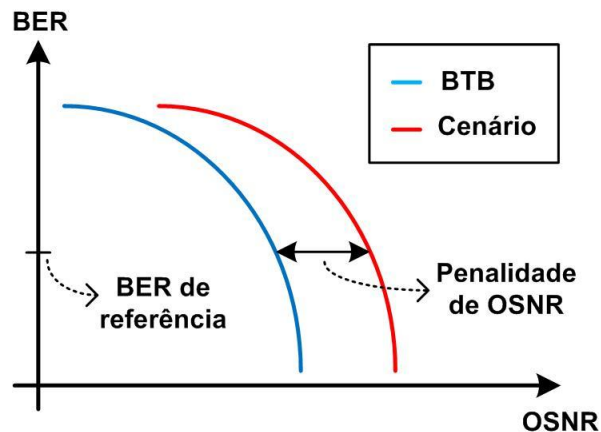 BER
BTB
Cenário
BER de
referência
Penalidade
de OSNR
OSNR